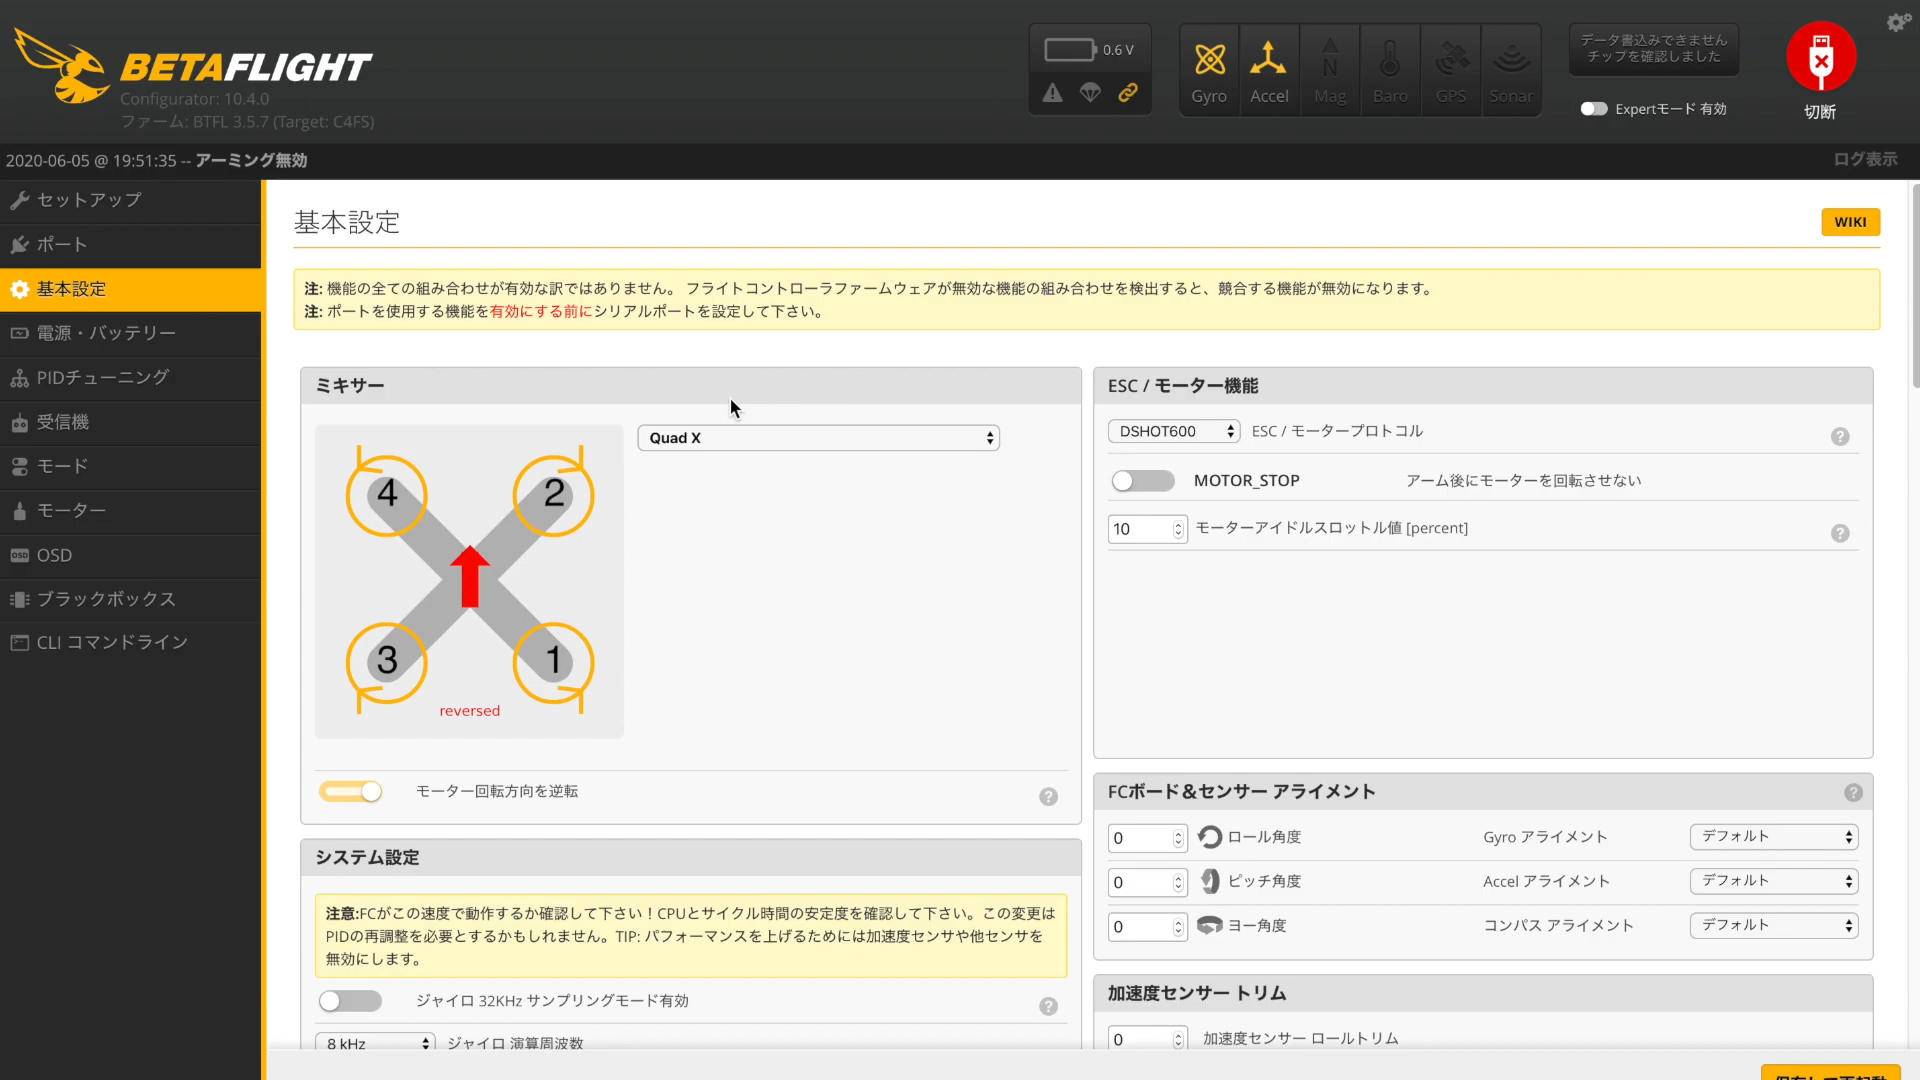 BETAFLIGHT
Configurator: 10.4.0
ファーム: BTFL 3.5.7 (Target: C4FS)
0.6 V
Gyro
Accel
Mag
Baro
GPS
Sonar
データ書込みできません
チップを確認しました
Expertモード 有効
切断
2020-06-05 @ 19:51:35 -- アーミング無効
ログ表示
セットアップ
ポート
基本設定
電源・バッテリー
PIDチューニング
受信機
モード
モーター
OSD
ブラックボックス
CLI コマンドライン
基本設定
WIKI
注: 機能の全ての組み合わせが有効な訳ではありません。 フライトコントローラファームウェアが無効な機能の組み合わせを検出すると、競合する機能が無効になります。
注: ポートを使用する機能を有効にする前にシリアルポートを設定して下さい。
ミキサー
Quad X
4
2
3
1
reversed
モーター回転方向を逆転
システム設定
注意:FCがこの速度で動作するか確認して下さい！CPUとサイクル時間の安定度を確認して下さい。この変更は
PIDの再調整を必要とするかもしれません。TIP: パフォーマンスを上げるためには加速度センサや他センサを
無効にします。
ジャイロ 32KHz サンプリングモード有効
8 kHz ジャイロ 演算周波数
ESC / モーター機能
DSHOT600 ESC / モータープロトコル
MOTOR_STOP アーム後にモーターを回転させない
10 モーターアイドルスロットル値 [percent]
FCボード＆センサー アライメント
0 ロール角度 Gyro アライメント デフォルト
0 ピッチ角度 Accel アライメント デフォルト
0 ヨー角度 コンパス アライメント デフォルト
加速度センサー トリム
0 加速度センサー ロールトリム
保存して再起動